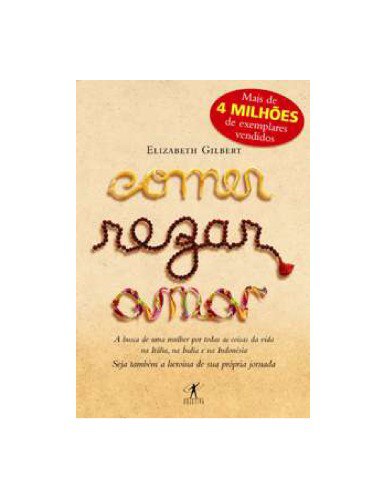 Mais de
4 MILHÕES
de exemplares
vendidos
ELIZABETH GILBERT
comer
rezar
amar
A busca de uma mulher por todas as coisas da vida
na Itália, na Índia e na Indonésia
Seja também a heroína de sua própria jornada
OBJETIVA